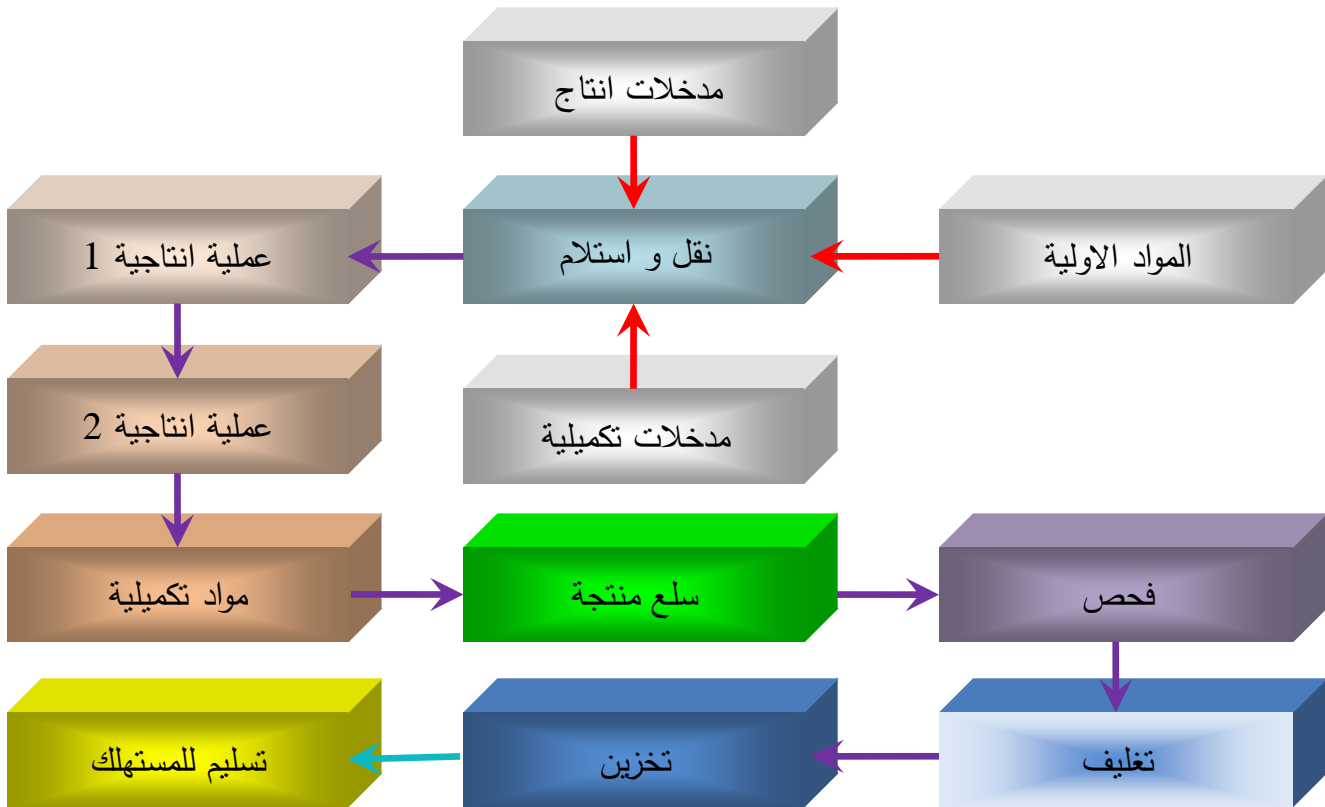 مدخلات انتاج
المواد الاولية
نقل و استلام
عملية انتاجية 1
مدخلات تكميلية
عملية انتاجية 2
مواد تكميلية
سلع منتجة
فحص
تغليف
تخزين
تسليم للمستهلك